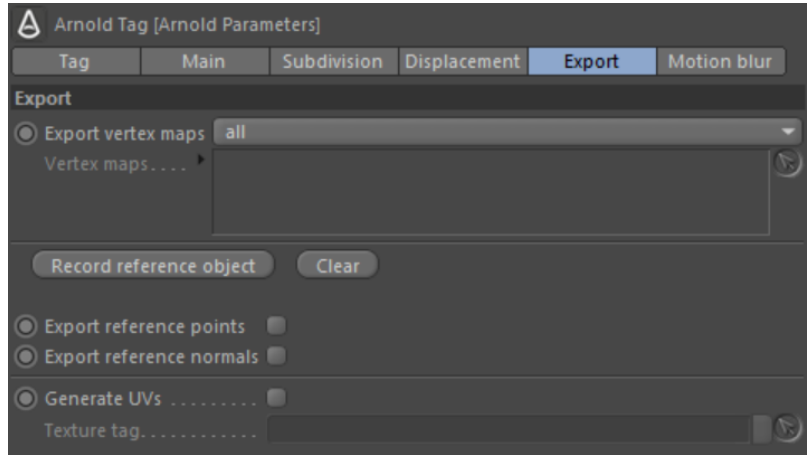 Arnold Tag [Arnold Parameters]
Tag Main Subdivision Displacement Export Motion blur
Export
Export vertex maps all
Vertex maps. . . .
Record reference object Clear
Export reference points
Export reference normals
Generate UVs . . . . . . . . .
Texture tag. . . . . . . . . . . .